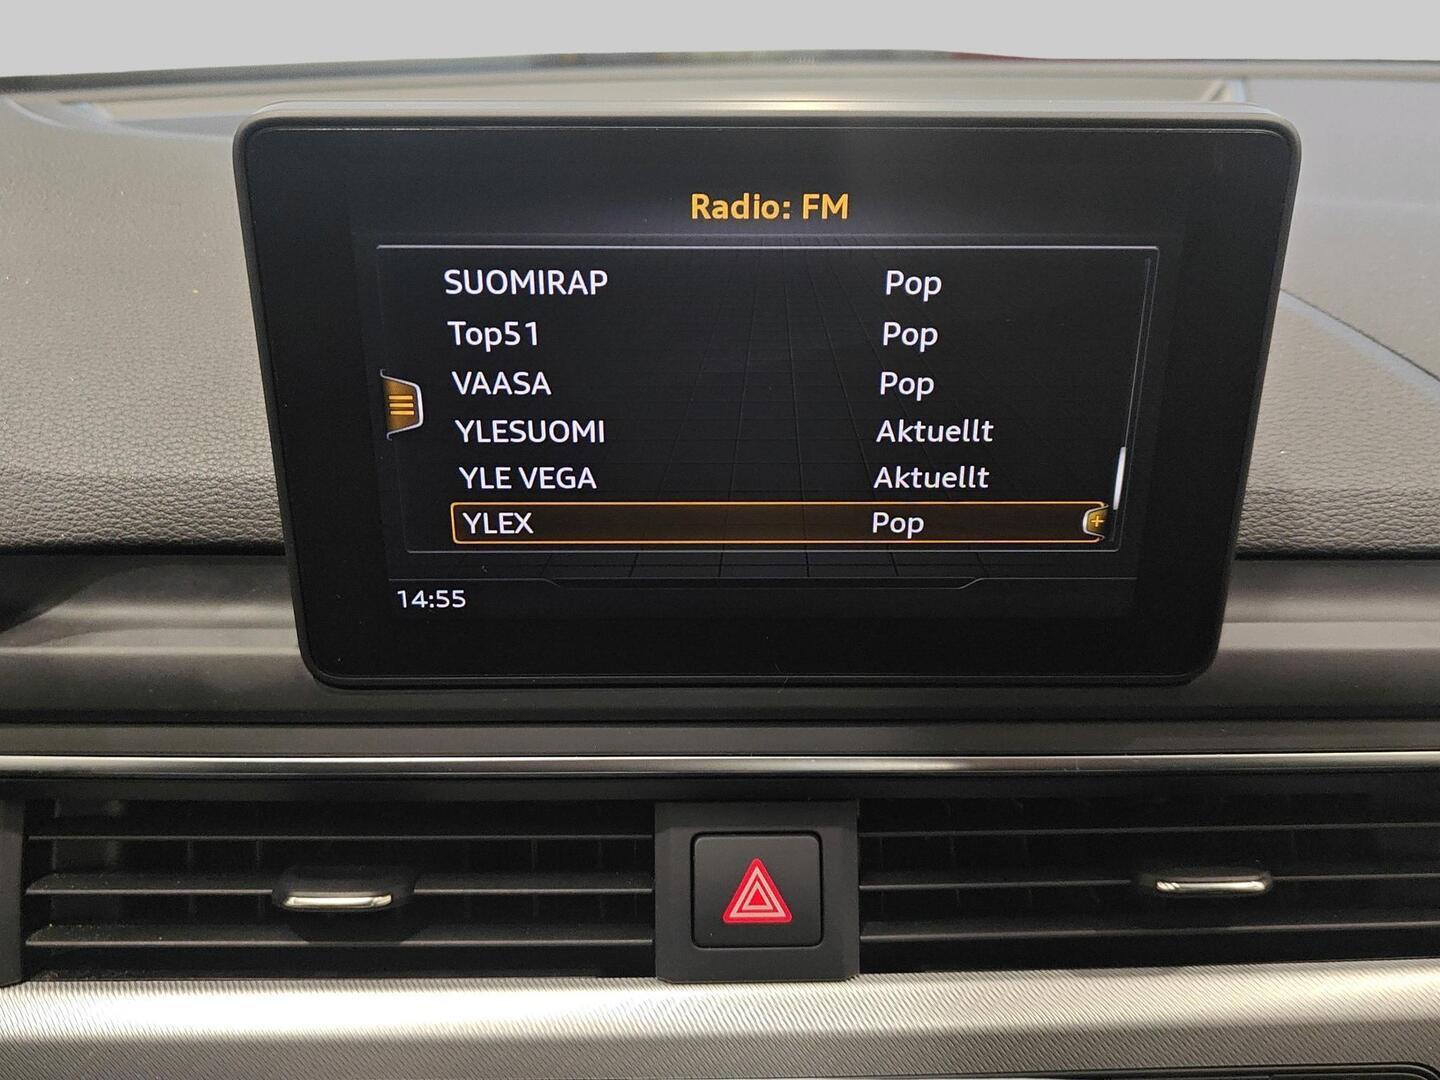 Radio: FM
SUOMIRAP Pop
Top51 Pop
VAASA Pop
YLESUOMI Aktuellt
YLE VEGA Aktuellt
YLEX Pop
14:55